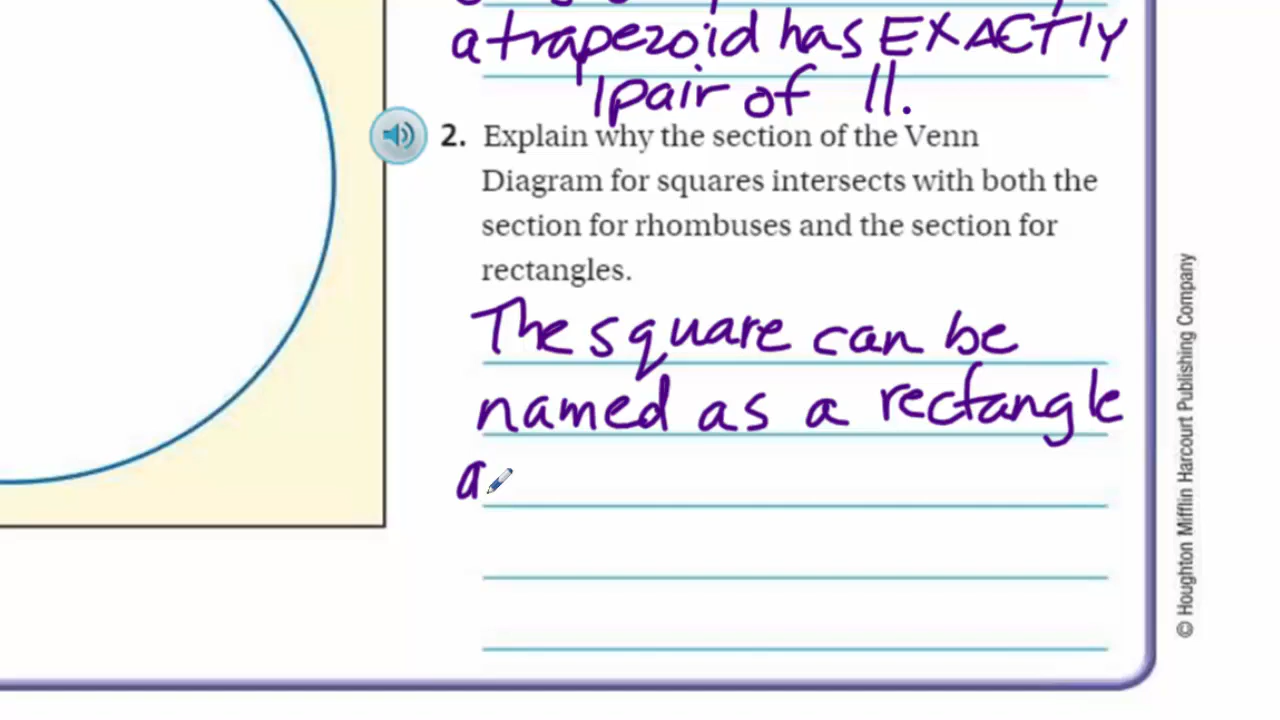 a trapezoid has EXACTLY
1 pair of ||.
2. Explain why the section of the Venn
Diagram for squares intersects with both the
section for rhombuses and the section for
rectangles.
The square can be
named as a rectangle
a
© Houghton Mifflin Harcourt Publishing Company